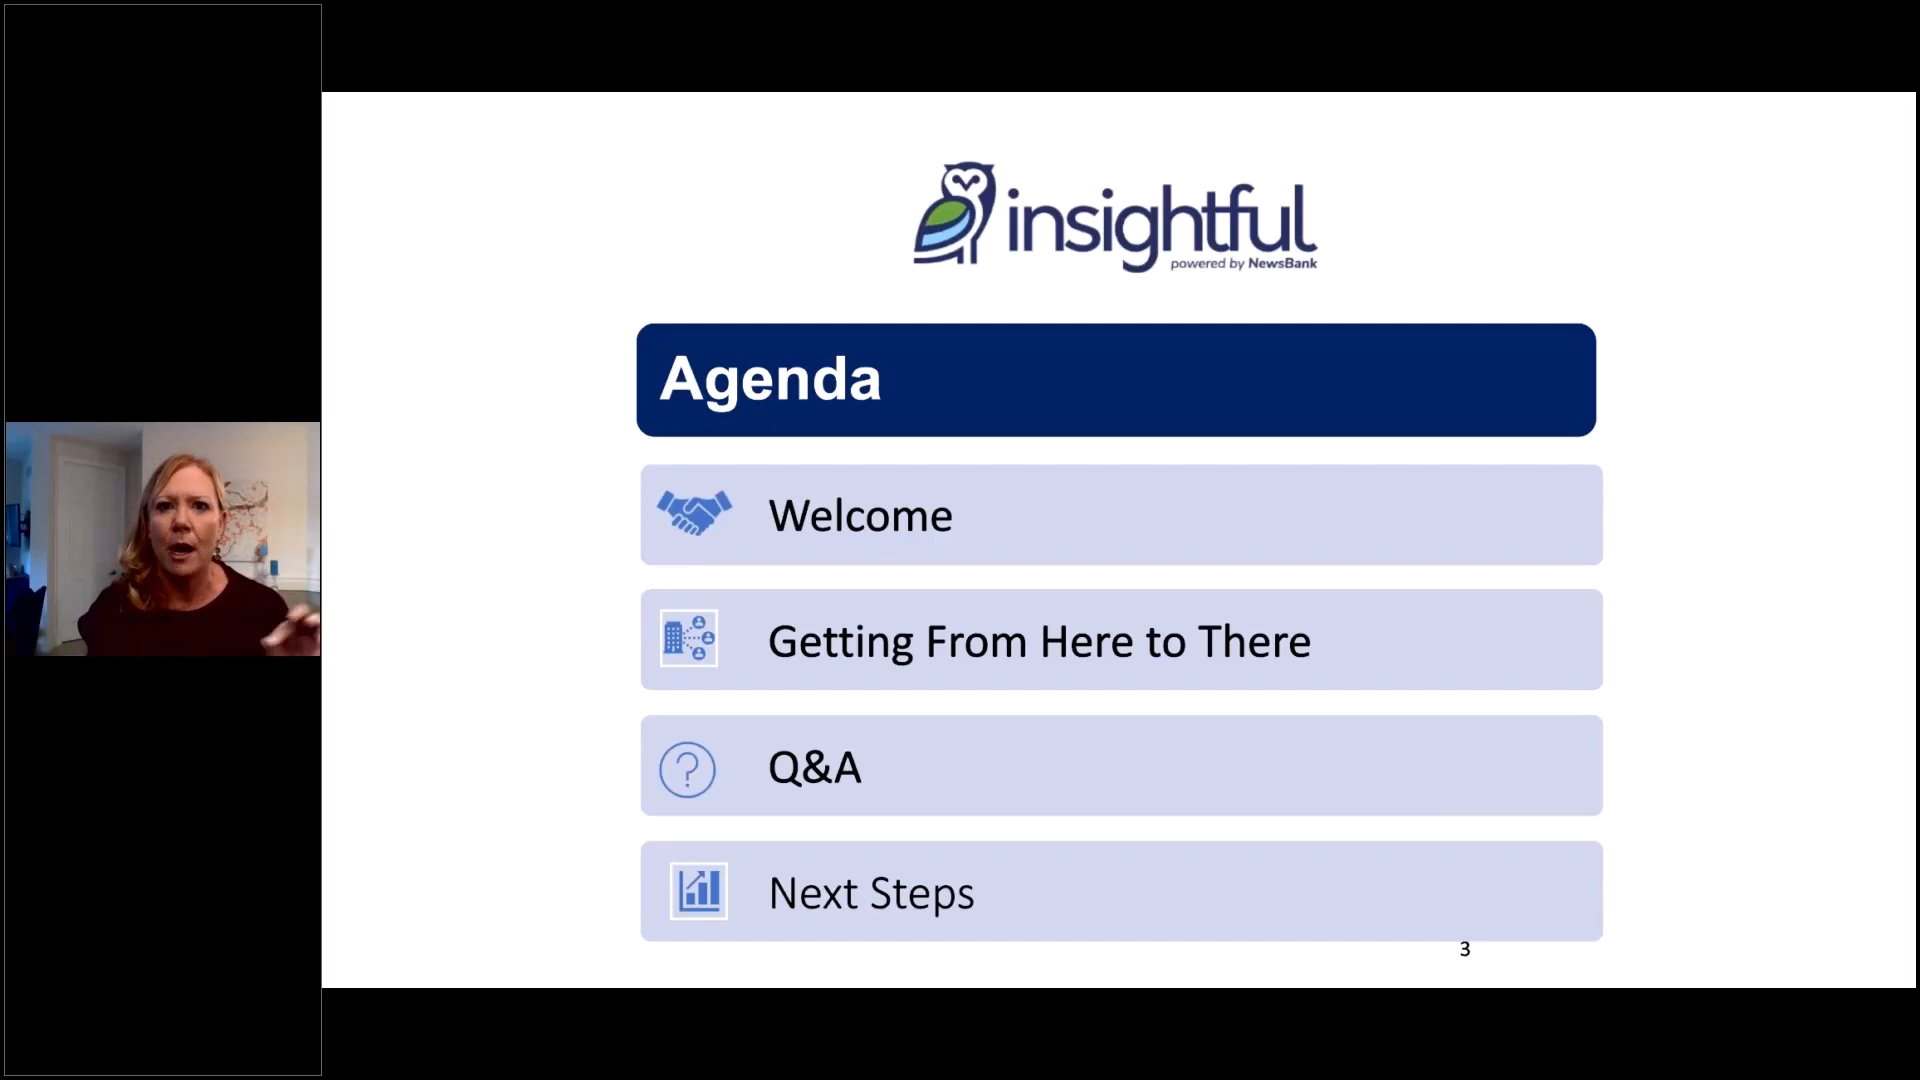 insightful
powered by NewsBank
Agenda
Welcome
Getting From Here to There
Q&A
Next Steps
3